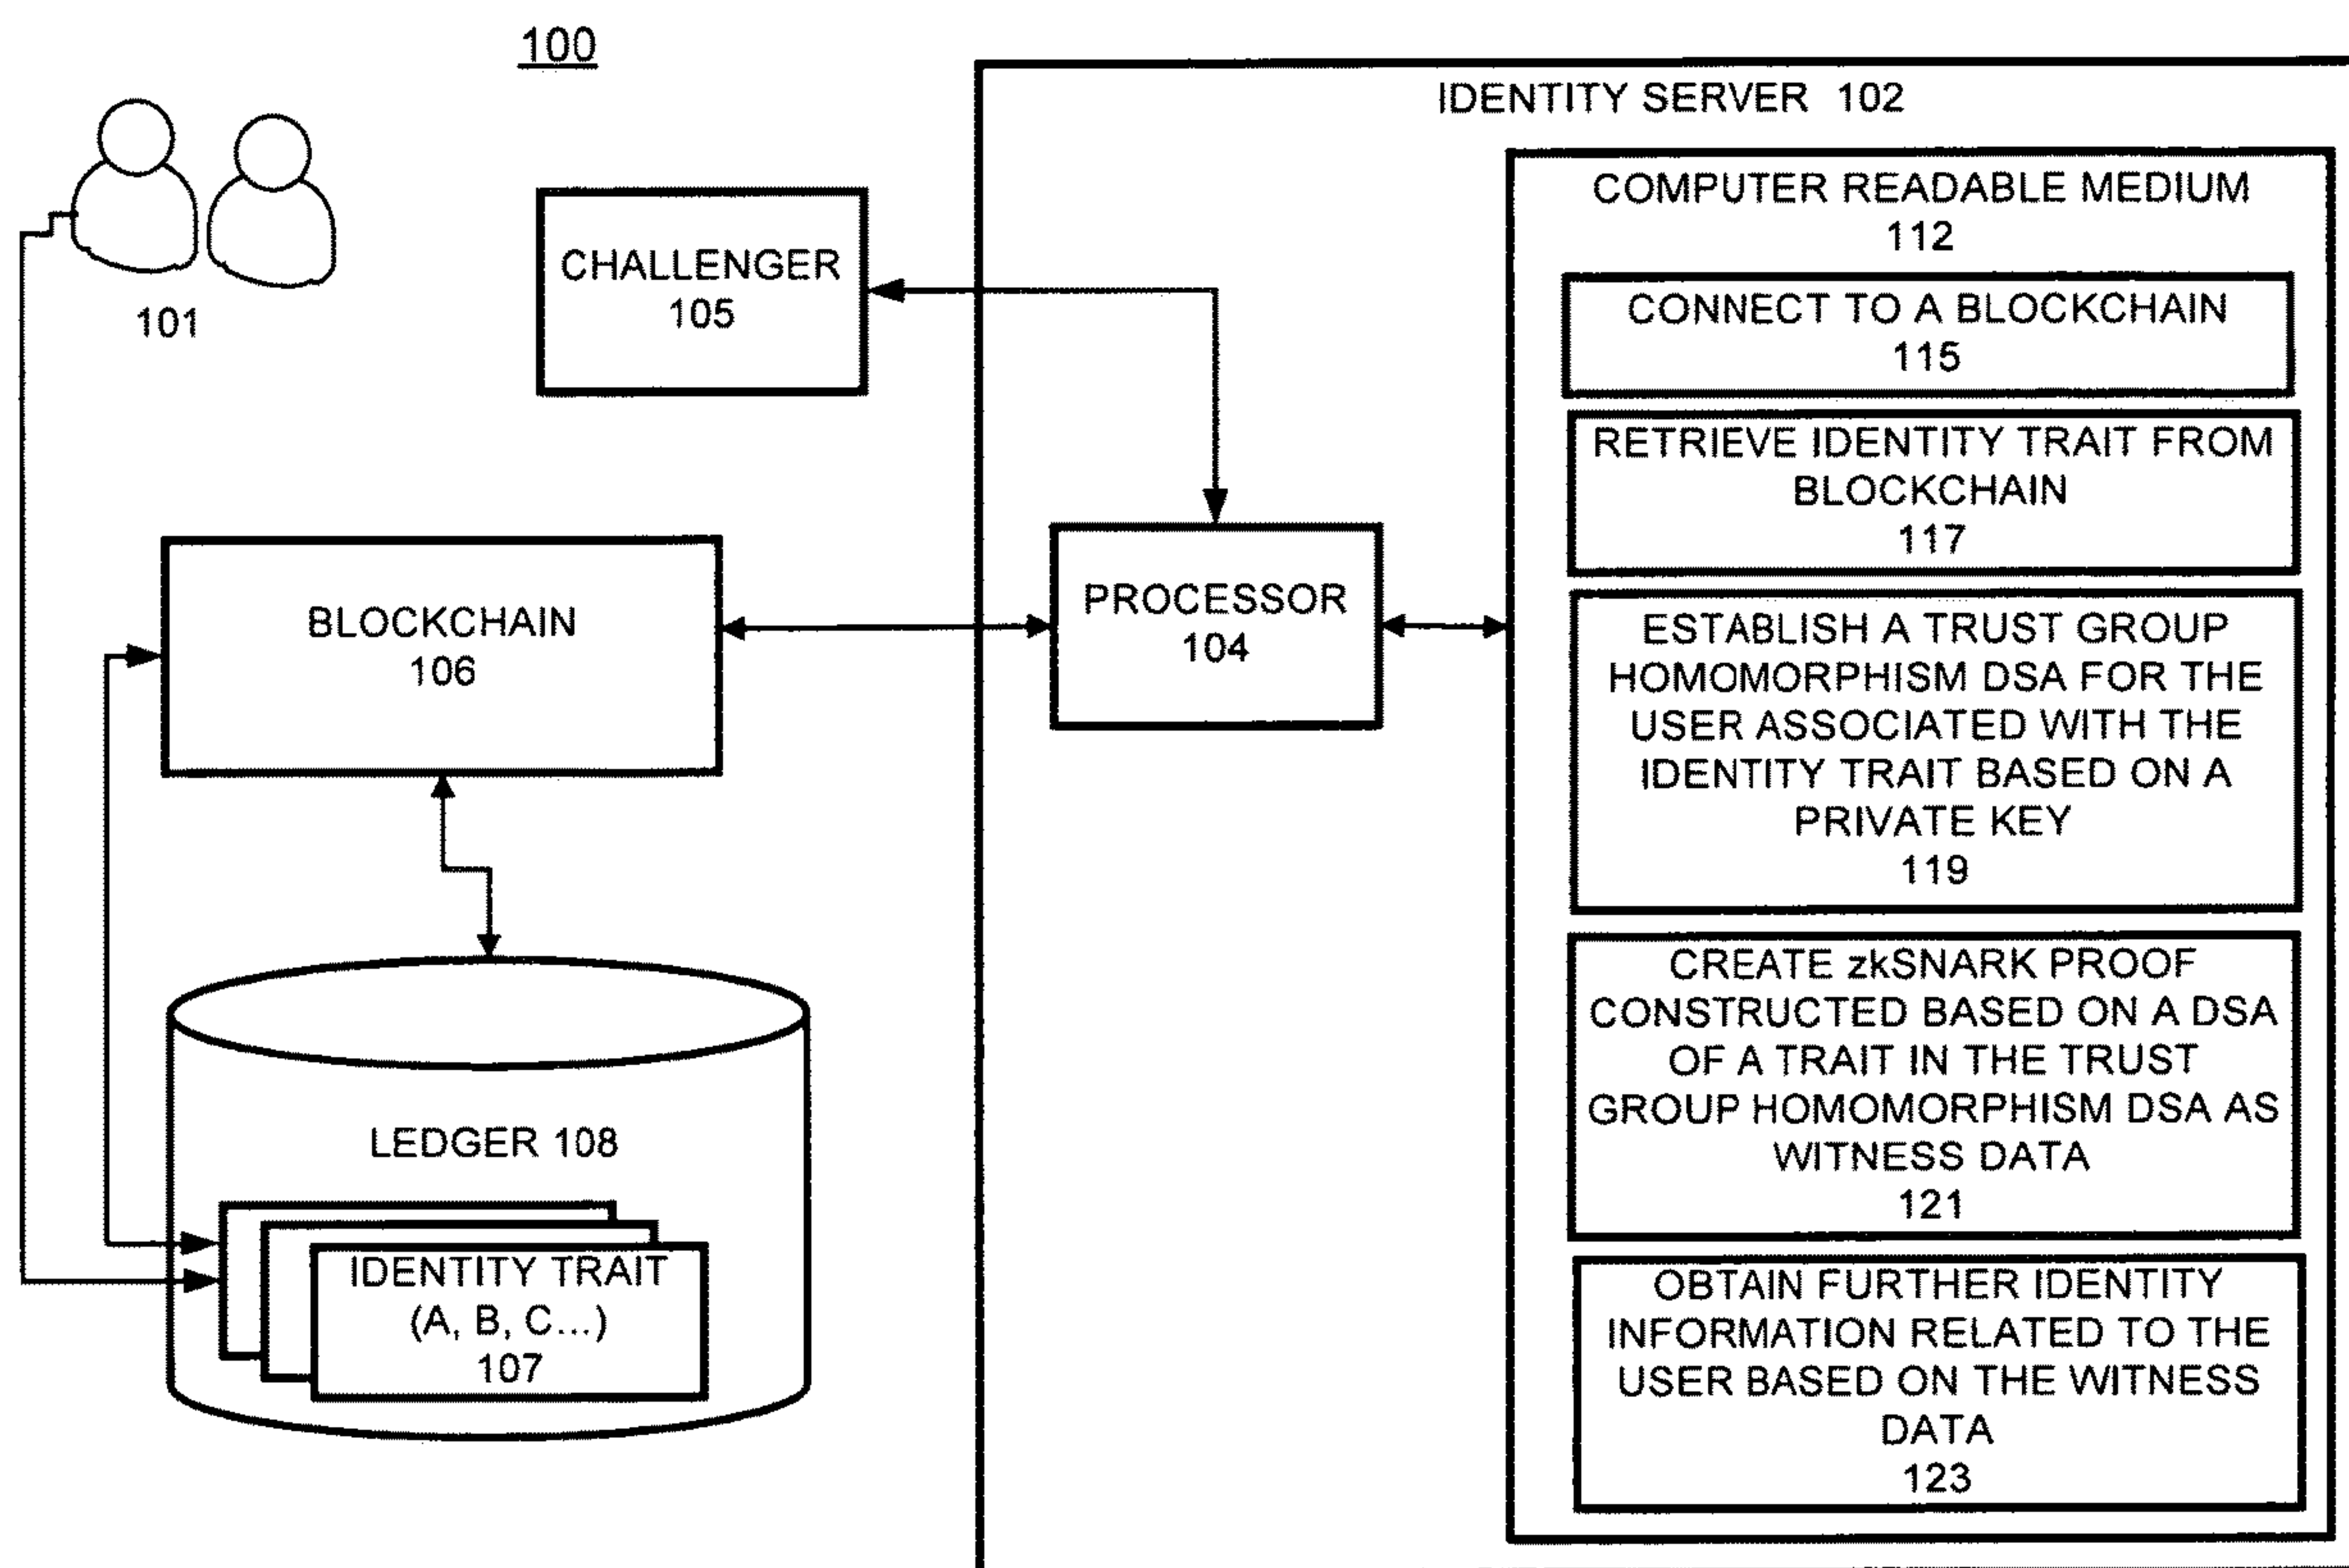 100
101
CHALLENGER
105
BLOCKCHAIN
106
LEDGER 108
IDENTITY TRAIT
(A, B, C...)
107
IDENTITY SERVER 102
PROCESSOR
104
COMPUTER READABLE MEDIUM
112
CONNECT TO A BLOCKCHAIN
115
RETRIEVE IDENTITY TRAIT FROM
BLOCKCHAIN
117
ESTABLISH A TRUST GROUP
HOMOMORPHISM DSA FOR THE
USER ASSOCIATED WITH THE
IDENTITY TRAIT BASED ON A
PRIVATE KEY
119
CREATE zkSNARK PROOF
CONSTRUCTED BASED ON A DSA
OF A TRAIT IN THE TRUST
GROUP HOMOMORPHISM DSA AS
WITNESS DATA
121
OBTAIN FURTHER IDENTITY
INFORMATION RELATED TO THE
USER BASED ON THE WITNESS
DATA
123